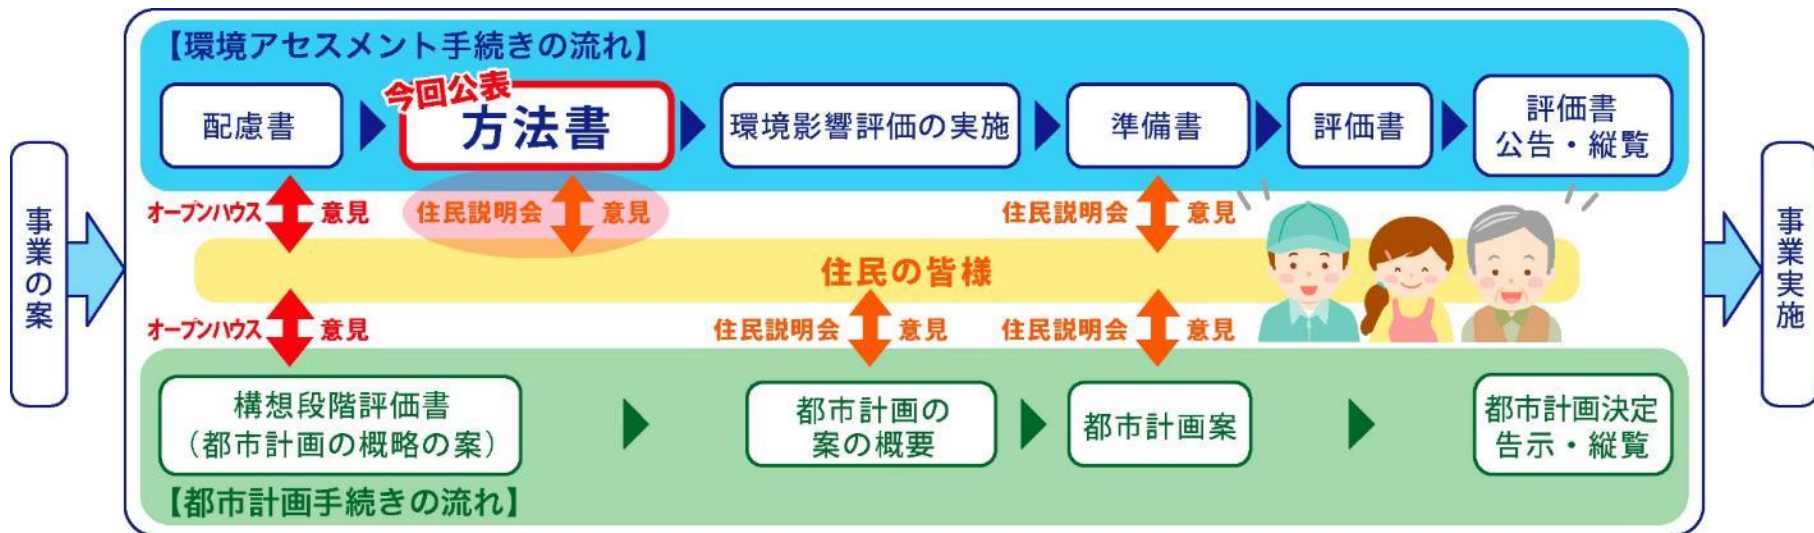 【環境アセスメント手続きの流れ】
事業の案
配慮書
今回公表
方法書
環境影響評価の実施
準備書
評価書
評価書
公告・縦覧
事業実施
オープンハウス 意見
住民説明会 意見
住民説明会 意見
住民の皆様
オープンハウス 意見
住民説明会 意見
住民説明会 意見
構想段階評価書
(都市計画の概略の案)
都市計画の
案の概要
都市計画案
都市計画決定
告示・縦覧
【都市計画手続きの流れ】